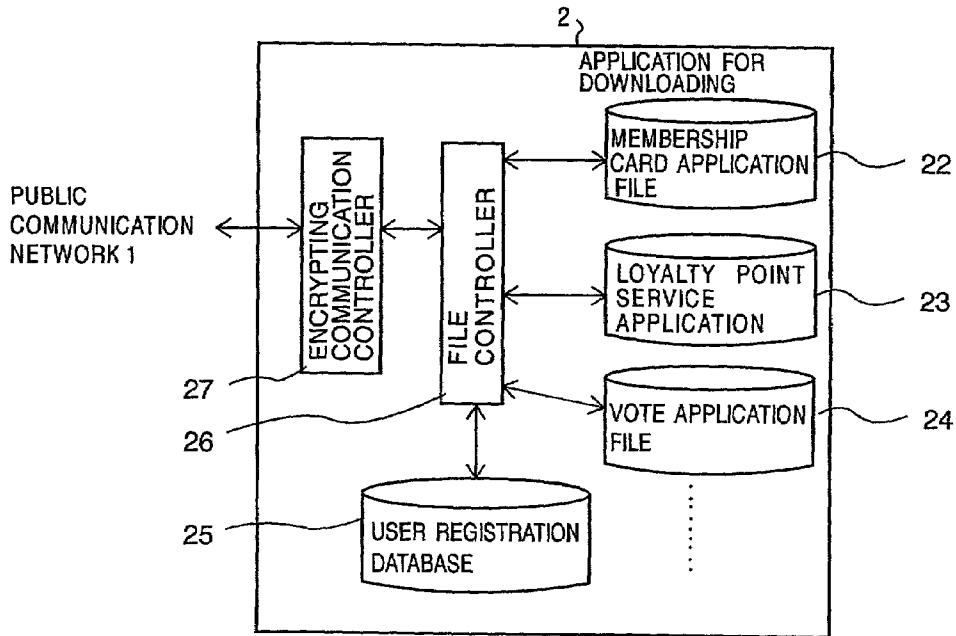 2
APPLICATION FOR
DOWNLOADING
MEMBERSHIP
CARD APPLICATION
FILE
22
PUBLIC
COMMUNICATION
NETWORK 1
ENCRYPTING
COMMUNICATION
CONTROLLER
27
FILE
CONTROLLER
26
LOYALTY POINT
SERVICE
APPLICATION
23
VOTE APPLICATION
FILE
24
25
USER REGISTRATION
DATABASE